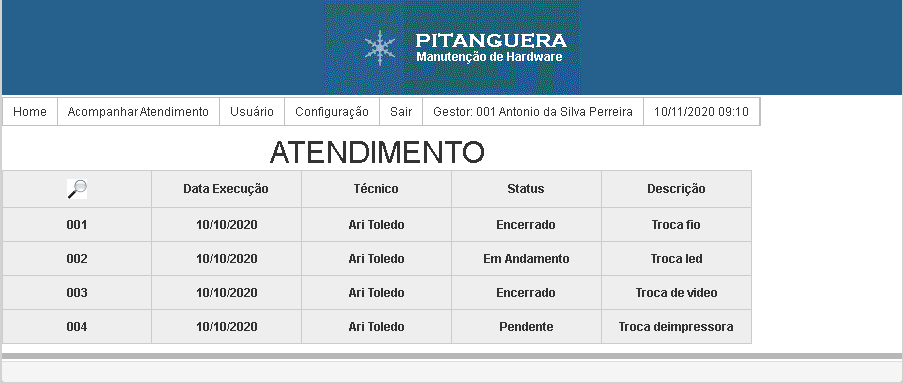 PITANGUERA
Manutenção de Hardware
Home Acompanhar Atendimento Usuário Configuração Sair Gestor: 001 Antonio da Silva Perreira 10/11/2020 09:10
ATENDIMENTO
Data Execução Técnico Status Descrição
001 10/10/2020 Ari Toledo Encerrado Troca fio
002 10/10/2020 Ari Toledo Em Andamento Troca led
003 10/10/2020 Ari Toledo Encerrado Troca de video
004 10/10/2020 Ari Toledo Pendente Troca deimpressora